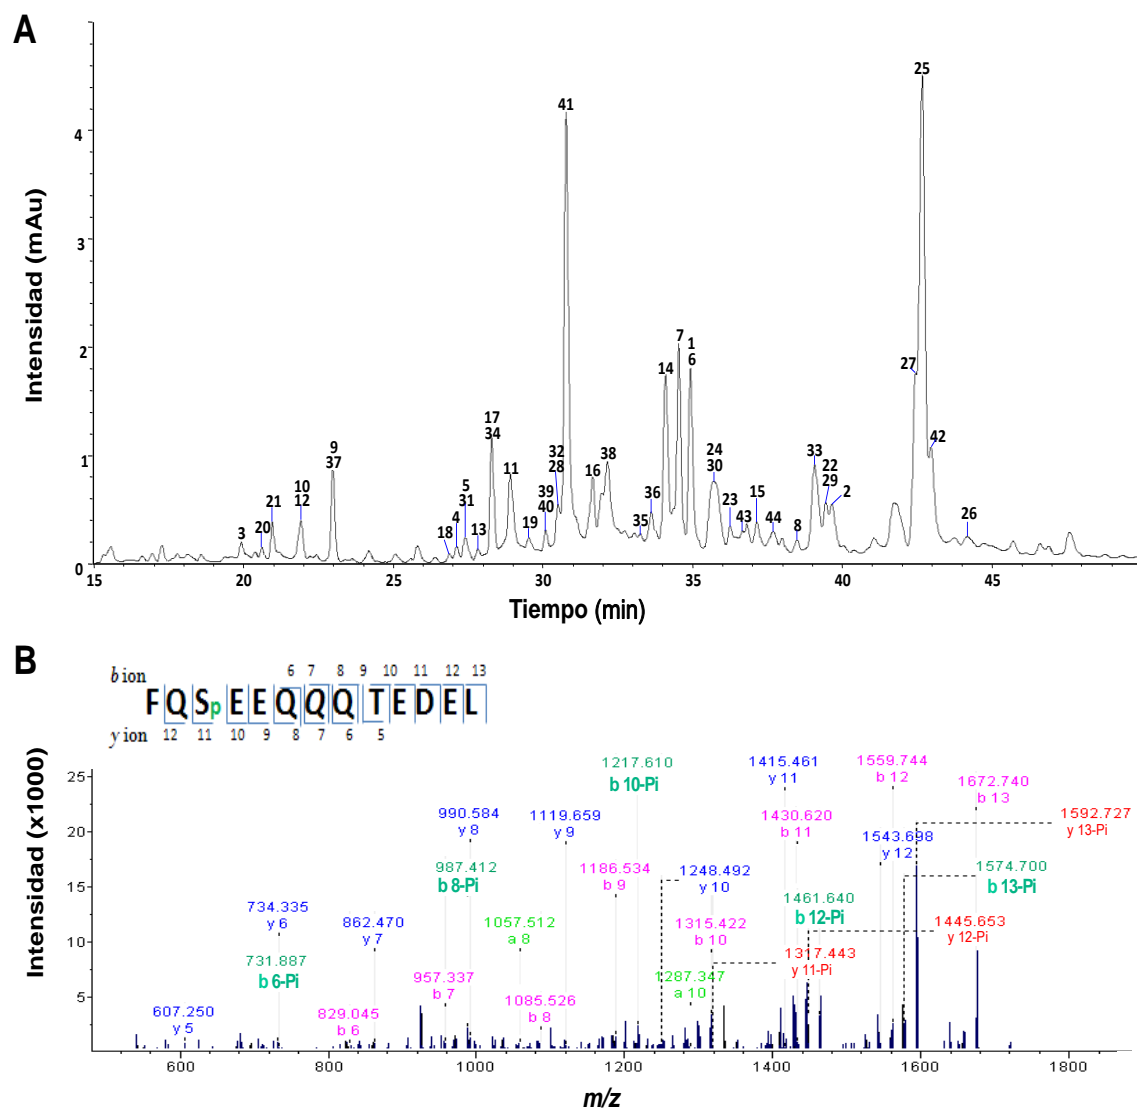 A
Intensidad (mAu)
4
3
2
1
0
15
20
25
30
35
40
45
Tiempo (min)
3
20
21
10
12
9
37
18
4
5
31
13
17
34
11
19
39
40
32
28
41
16
38
35
36
14
7
1
6
24
30
23
43
15
44
8
33
22
29
2
27
25
42
26
B
b ion
6 7 8 9 10 11 12 13
F Q S p E E Q Q Q T E D E L
y ion 12 11 10 9 8 7 6 5
Intensidad (x1000)
25
20
15
10
5
600
800
1000
1200
1400
1600
1800
m/z
607.250
y 5
734.335
y 6
731.887
b 6-Pi
829.045
b 6
862.470
y 7
957.337
b 7
990.584
y 8
987.412
b 8-Pi
1057.512
a 8
1085.526
b 8
1119.659
y 9
1186.534
b 9
1217.610
b 10-Pi
1248.492
y 10
1315.422
b 10
1287.347
a 10
1317.443
y 11-Pi
1415.461
y 11
1430.620
b 11
1461.640
b 12-Pi
1445.653
y 12-Pi
1559.744
b 12
1543.698
y 12
1672.740
b 13
1592.727
y 13-Pi
1574.700
b 13-Pi